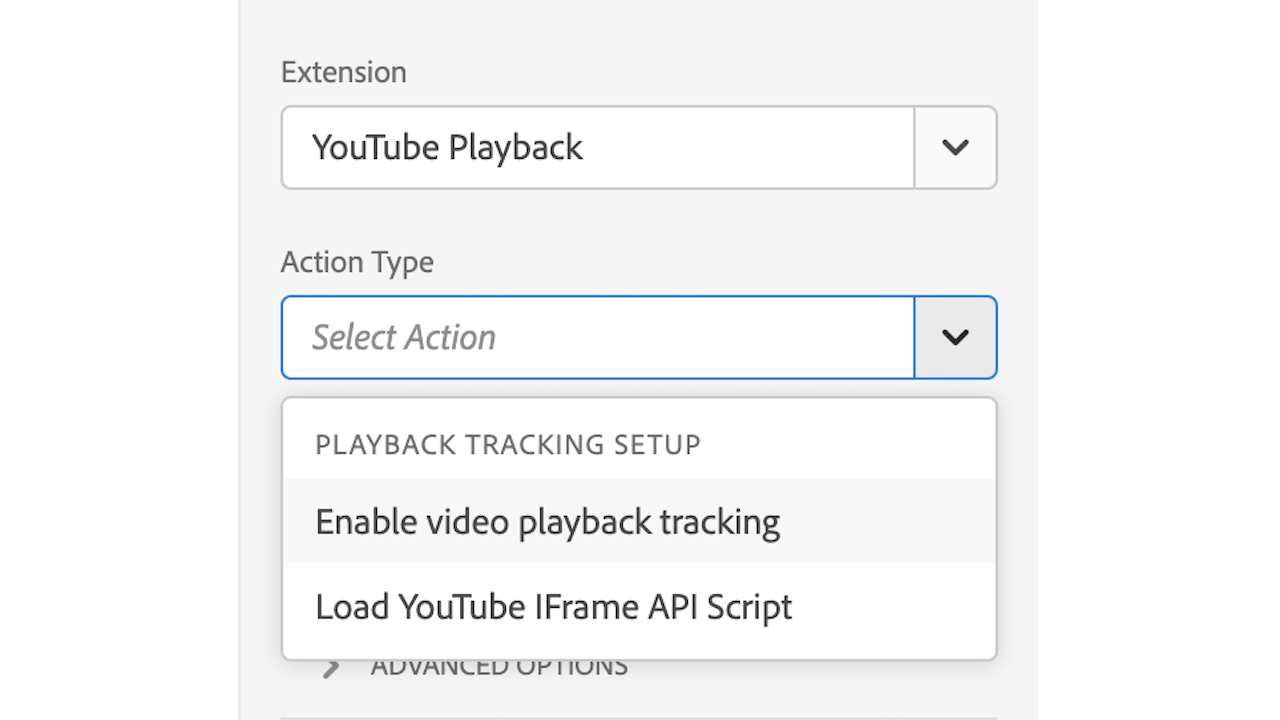 Extension
YouTube Playback
Action Type
Select Action
PLAYBACK TRACKING SETUP
Enable video playback tracking
Load YouTube IFrame API Script
ADVANCED OPTIONS